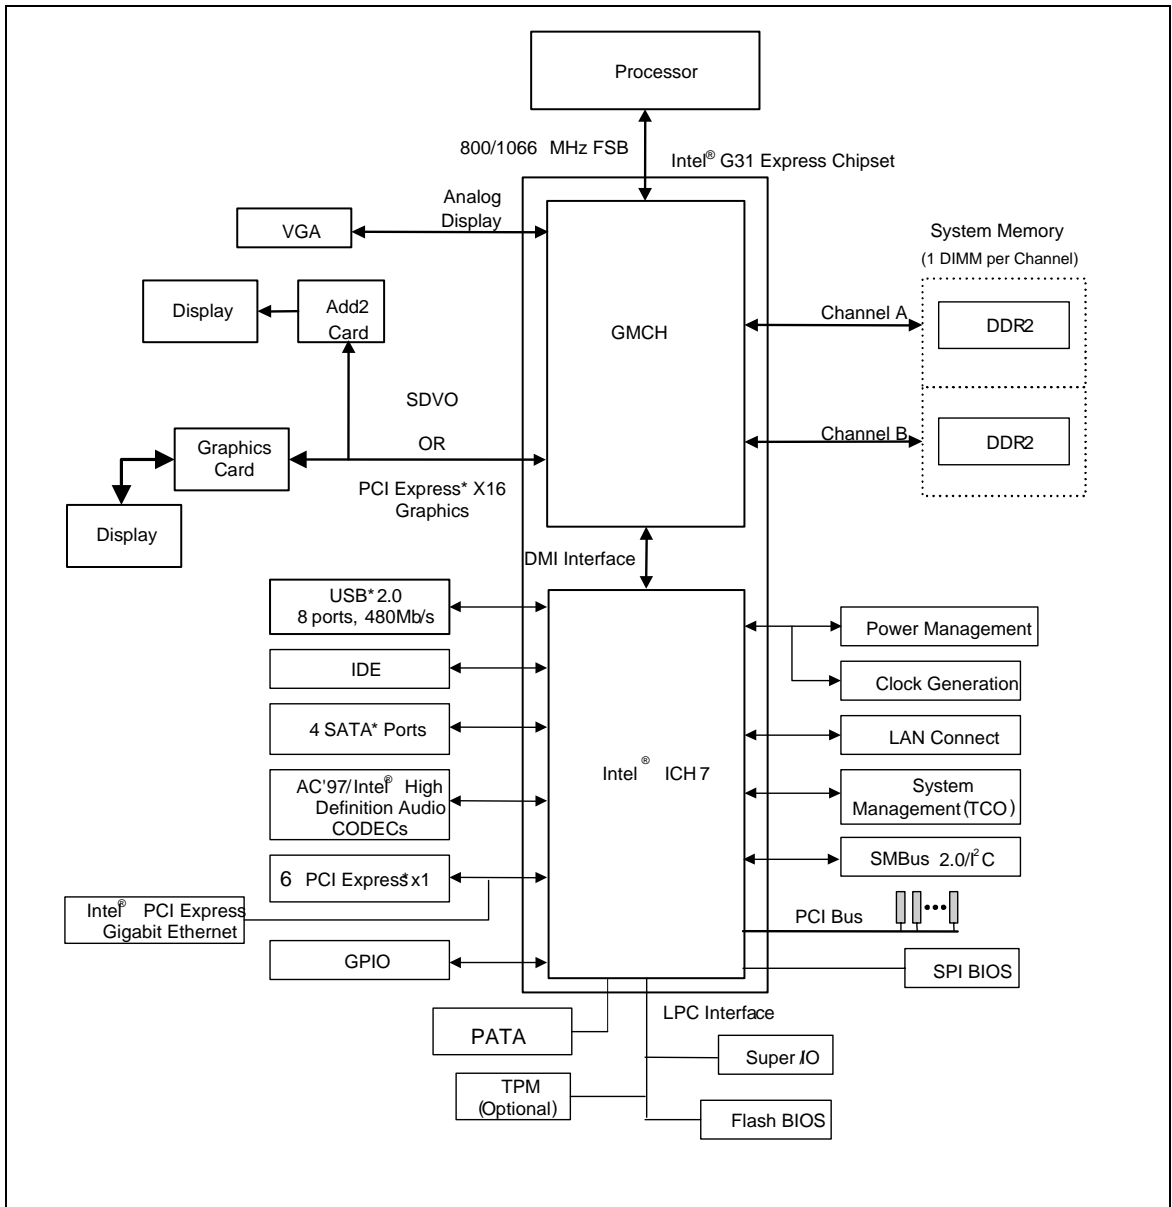 Processor
800/1066 MHz FSB
Intel® G31 Express Chipset
Analog
Display
VGA
System Memory
(1 DIMM per Channel)
Display
Add2
Card
Channel A
DDR2
GMCH
SDVO
OR
Channel B
DDR2
Graphics
Card
PCI Express* X16
Graphics
Display
DMI Interface
USB* 2.0
8 ports, 480Mb/s
Power Management
IDE
Clock Generation
4 SATA* Ports
LAN Connect
Intel® ICH7
AC'97/Intel® High
Definition Audio
CODECs
System
Management (TCO)
SMBus 2.0/I²C
6 PCI Express* x1
Intel® PCI Express
Gigabit Ethernet
PCI Bus
GPIO
SPI BIOS
LPC Interface
PATA
Super I/O
TPM
(Optional)
Flash BIOS